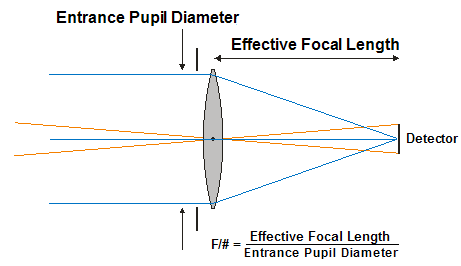 Entrance Pupil Diameter
Effective Focal Length
Detector
F/# = Effective Focal Length
Entrance Pupil Diameter